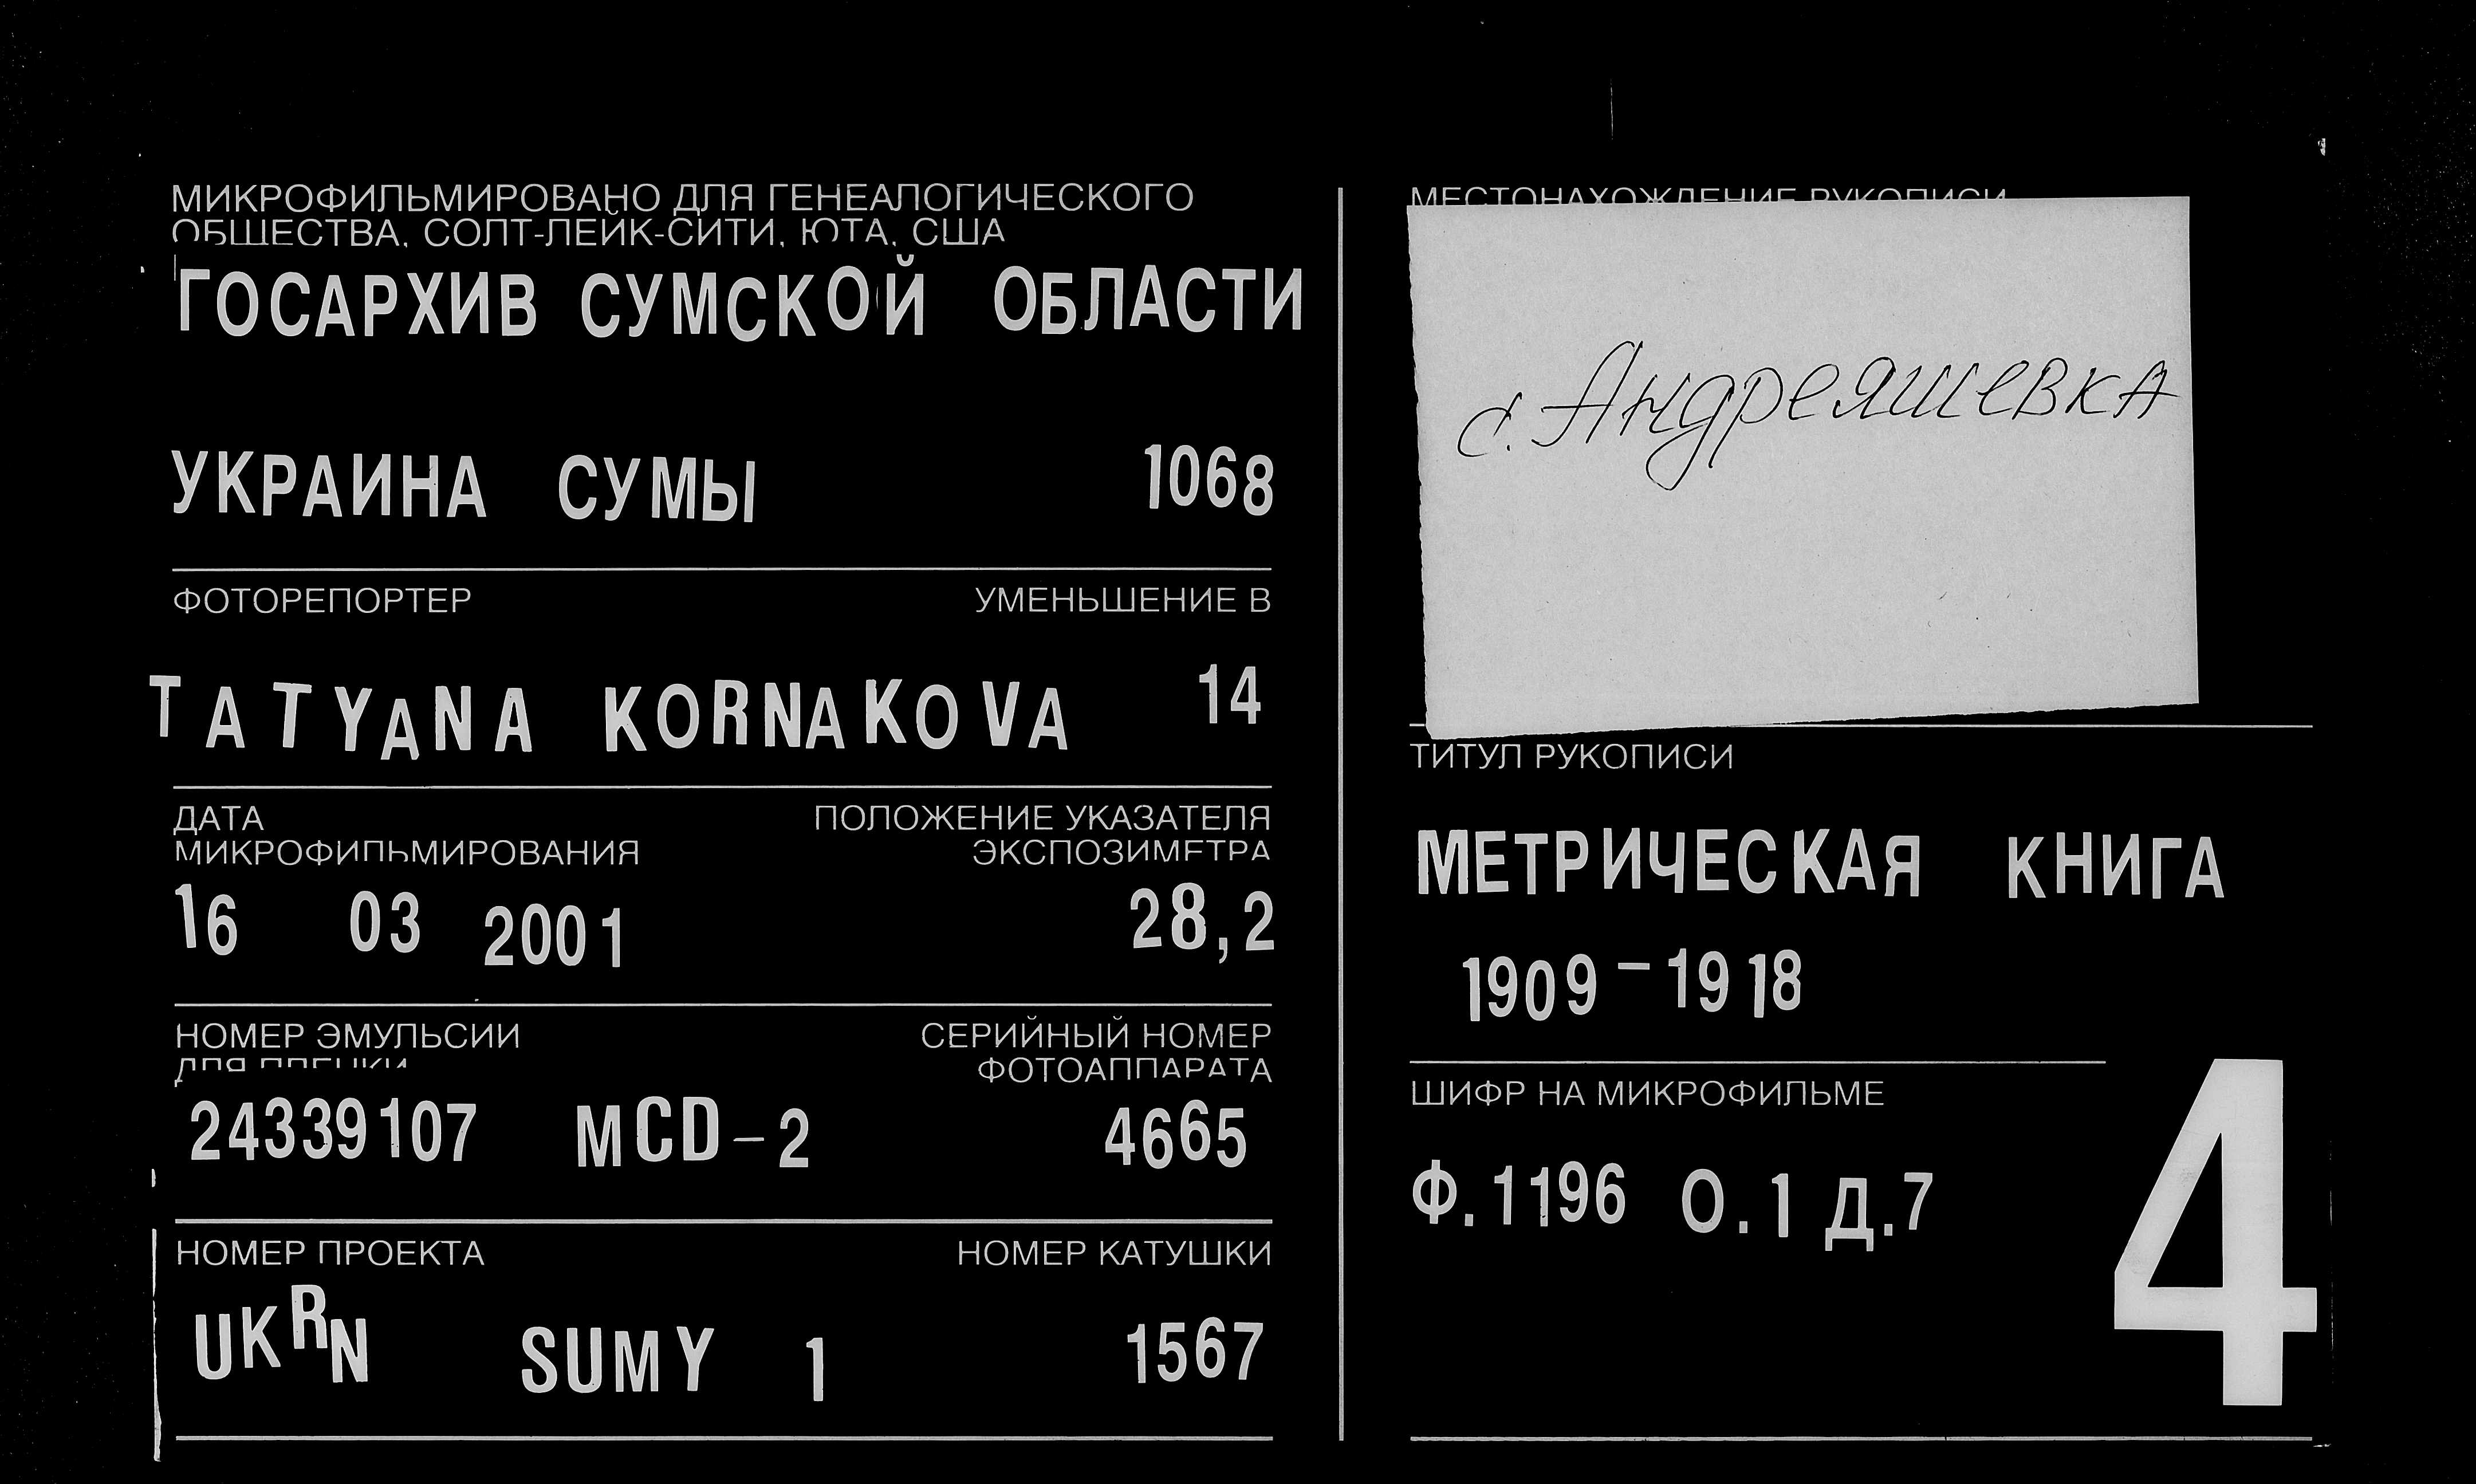 МИКРОФИЛЬМИРОВАНО ДЛЯ ГЕНЕАЛОГИЧЕСКОГО
ОБЩЕСТВА, СОЛТ-ЛЕЙК-СИТИ, ЮТА, США
ГОСАРХИВ СУМСКОЙ ОБЛАСТИ
УКРАИНА СУМЫ 1068
ФОТОРЕПОРТЕР УМЕНЬШЕНИЕ В
TATYANA KORNAKOVA 14
ДАТА ПОЛОЖЕНИЕ УКАЗАТЕЛЯ
МИКРОФИЛЬМИРОВАНИЯ ЭКСПОЗИМЕТРА
16 03 2001 28,2
НОМЕР ЭМУЛЬСИИ СЕРИЙНЫЙ НОМЕР
ДЛЯ ПЛЕНКИ ФОТОАППАРАТА
24339107 MCD-2 4665
НОМЕР ПРОЕКТА НОМЕР КАТУШКИ
UKRN SUMY 1 1567
МЕСТОНАХОЖДЕНИЕ РУКОПИСИ
с. Андреяшевка
ТИТУЛ РУКОПИСИ
МЕТРИЧЕСКАЯ КНИГА
1909-1918
ШИФР НА МИКРОФИЛЬМЕ
Ф.1196 О.1 Д.7
4